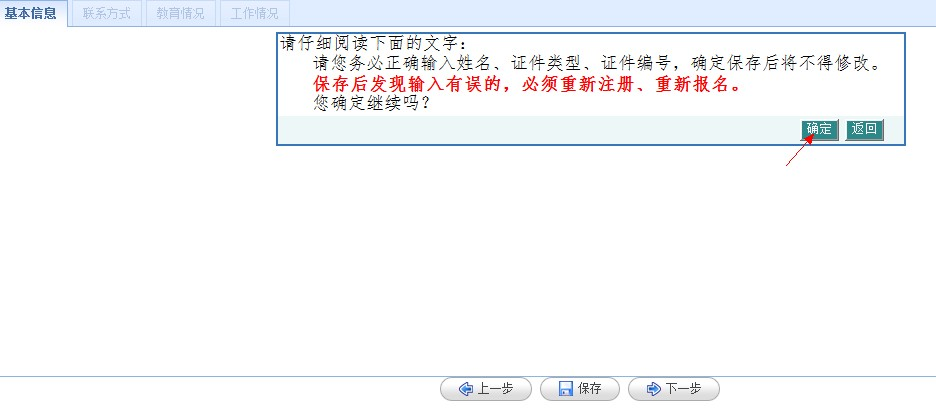 基本信息 联系方式 教育情况 工作情况
请仔细阅读下面的文字：
请您务必正确输入姓名、证件类型、证件编号，确定保存后将不得修改。
保存后发现输入有误的，必须重新注册、重新报名。
您确定继续吗？
确定 返回
上一步 保存 下一步